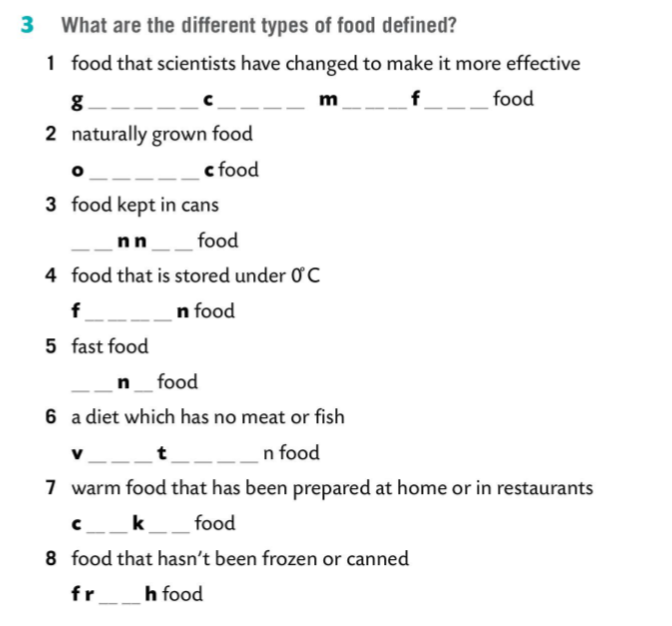 3 What are the different types of food defined?
1 food that scientists have changed to make it more effective
g _ _ _ _ _ c _ _ _ _ m _ _ _ f _ _ _ food
2 naturally grown food
o _ _ _ _ _ c food
3 food kept in cans
_ _ n n _ _ food
4 food that is stored under 0°C
f _ _ _ _ n food
5 fast food
_ _ n _ food
6 a diet which has no meat or fish
v _ _ _ t _ _ _ _ n food
7 warm food that has been prepared at home or in restaurants
c _ _ k _ _ food
8 food that hasn't been frozen or canned
f r _ _ h food